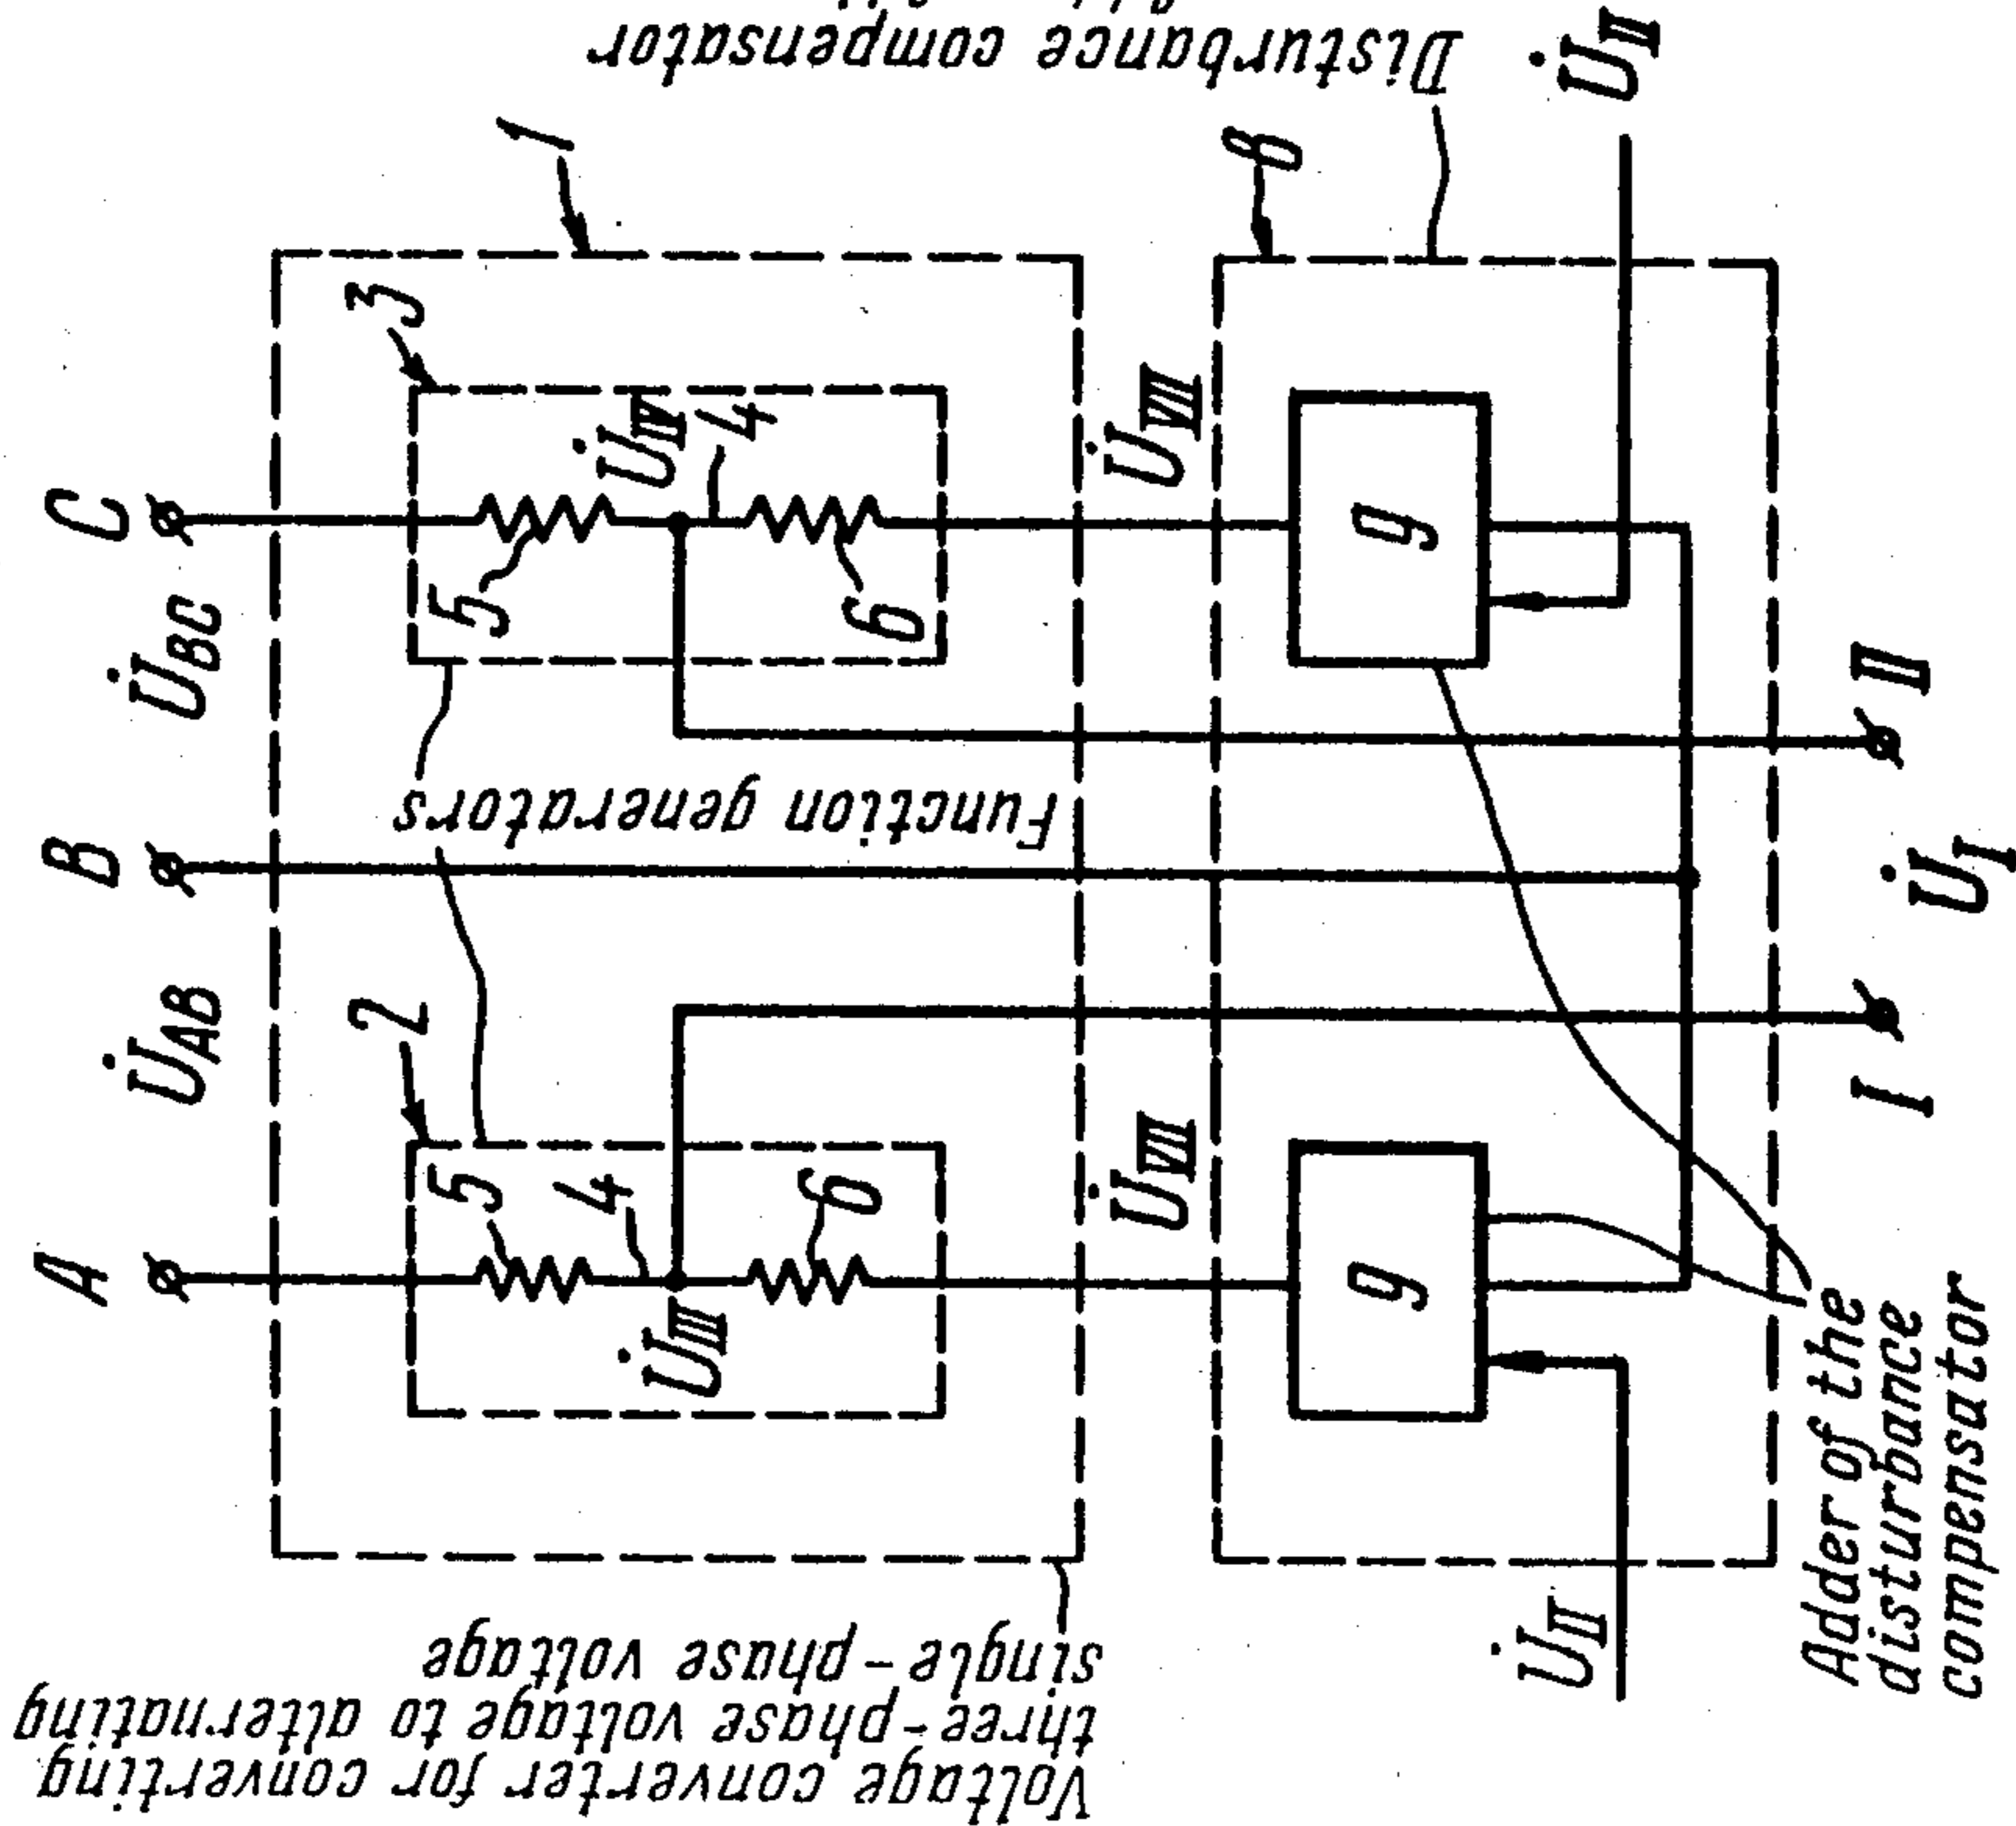 Voltage converter for converting
three-phase voltage to alternating
single-phase voltage
Disturbance compensator
1
8
A
U̇AB
B
U̇BC
C
2
3
5
4
6
U̇III
Function generators
5
U̇IV
4
6
U̇VII
U̇VIII
9
9
U̇II
U̇II
Adder of the
disturbance
compensator
I
U̇I
II